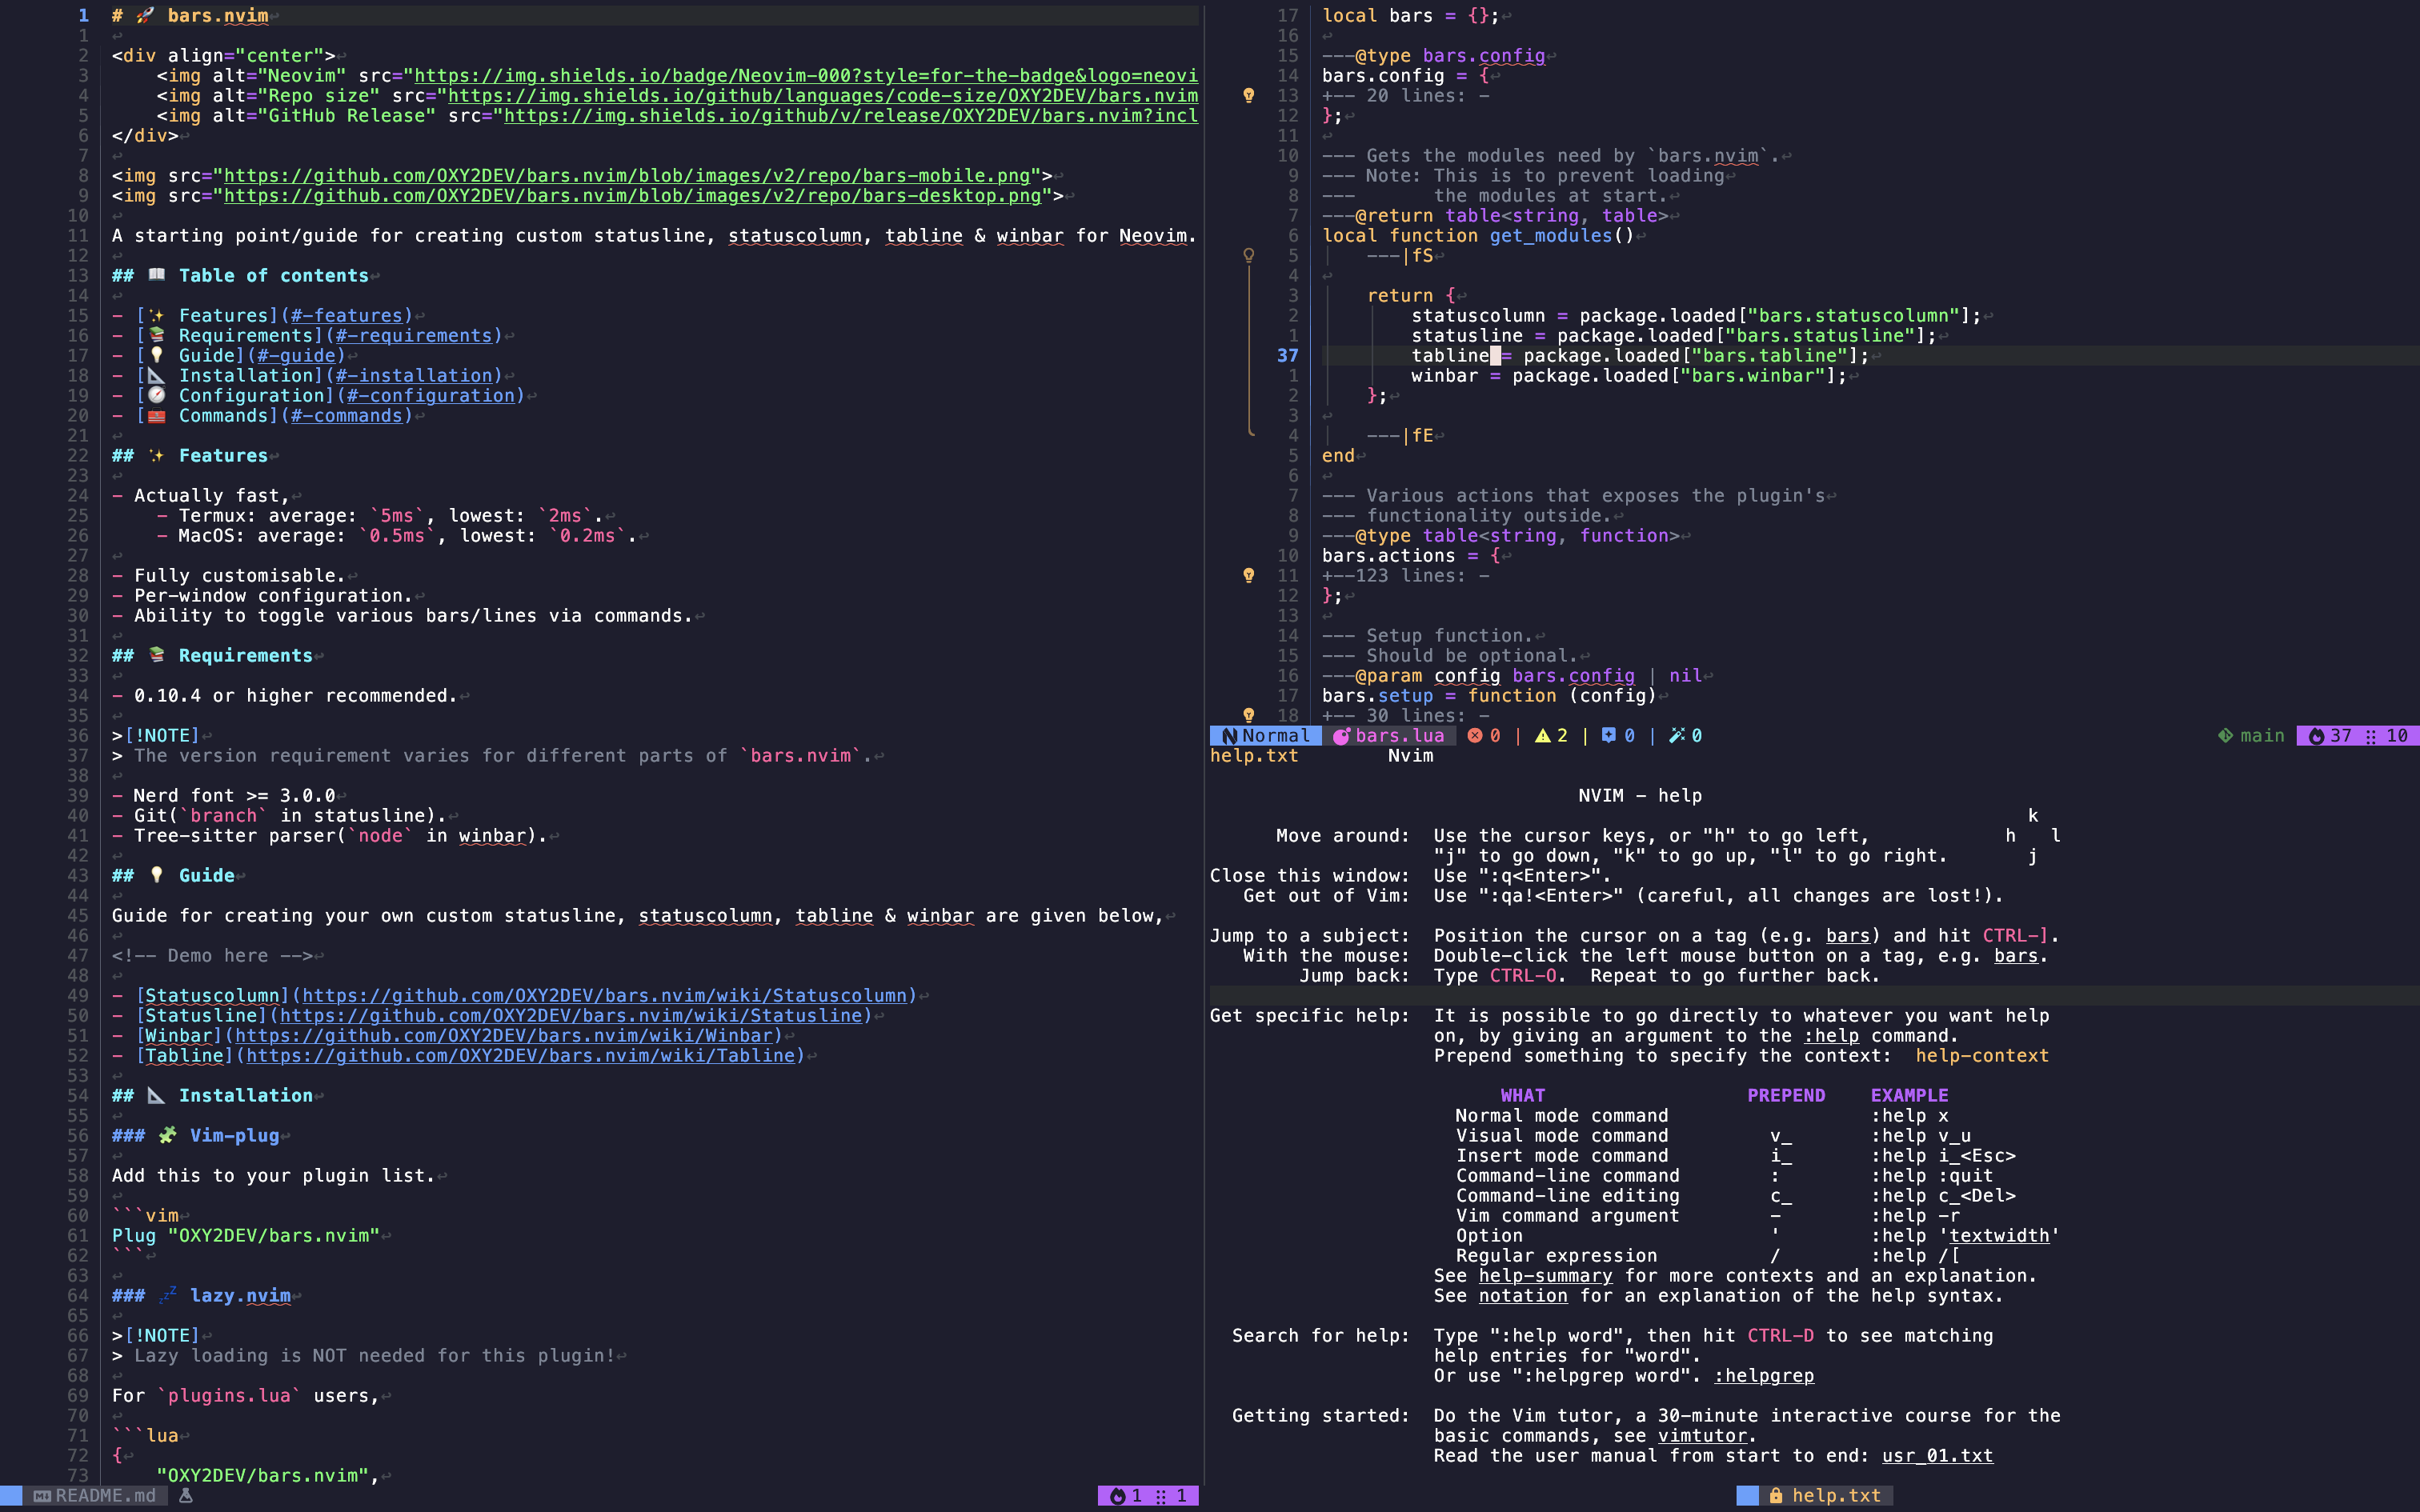 1 # 🚀 bars.nvim↩
1 ↩
2 <div align="center">↩
3     <img alt="Neovim" src="https://img.shields.io/badge/Neovim-000?style=for-the-badge&logo=neovi
4     <img alt="Repo size" src="https://img.shields.io/github/languages/code-size/OXY2DEV/bars.nvim
5     <img alt="GitHub Release" src="https://img.shields.io/github/v/release/OXY2DEV/bars.nvim?incl
6 </div>↩
7 ↩
8 <img src="https://github.com/OXY2DEV/bars.nvim/blob/images/v2/repo/bars-mobile.png">↩
9 <img src="https://github.com/OXY2DEV/bars.nvim/blob/images/v2/repo/bars-desktop.png">↩
10 ↩
11 A starting point/guide for creating custom statusline, statuscolumn, tabline & winbar for Neovim.
12 ↩
13 ## 📖 Table of contents↩
14 ↩
15 - [✨ Features](#-features)↩
16 - [📚 Requirements](#-requirements)↩
17 - [💡 Guide](#-guide)↩
18 - [📐 Installation](#-installation)↩
19 - [🧭 Configuration](#-configuration)↩
20 - [🧰 Commands](#-commands)↩
21 ↩
22 ## ✨ Features↩
23 ↩
24 - Actually fast,↩
25     - Termux: average: `5ms`, lowest: `2ms`.↩
26     - MacOS: average: `0.5ms`, lowest: `0.2ms`.↩
27 ↩
28 - Fully customisable.↩
29 - Per-window configuration.↩
30 - Ability to toggle various bars/lines via commands.↩
31 ↩
32 ## 📚 Requirements↩
33 ↩
34 - 0.10.4 or higher recommended.↩
35 ↩
36 >[!NOTE]↩
37 > The version requirement varies for different parts of `bars.nvim`.↩
38 ↩
39 - Nerd font >= 3.0.0↩
40 - Git(`branch` in statusline).↩
41 - Tree-sitter parser(`node` in winbar).↩
42 ↩
43 ## 💡 Guide↩
44 ↩
45 Guide for creating your own custom statusline, statuscolumn, tabline & winbar are given below,↩
46 ↩
47 <!-- Demo here -->↩
48 ↩
49 - [Statuscolumn](https://github.com/OXY2DEV/bars.nvim/wiki/Statuscolumn)↩
50 - [Statusline](https://github.com/OXY2DEV/bars.nvim/wiki/Statusline)↩
51 - [Winbar](https://github.com/OXY2DEV/bars.nvim/wiki/Winbar)↩
52 - [Tabline](https://github.com/OXY2DEV/bars.nvim/wiki/Tabline)↩
53 ↩
54 ## 📐 Installation↩
55 ↩
56 ### 🧩 Vim-plug↩
57 ↩
58 Add this to your plugin list.↩
59 ↩
60 ```vim↩
61 Plug "OXY2DEV/bars.nvim"↩
62 ```↩
63 ↩
64 ### 💤 lazy.nvim↩
65 ↩
66 >[!NOTE]↩
67 > Lazy loading is NOT needed for this plugin!↩
68 ↩
69 For `plugins.lua` users,↩
70 ↩
71 ```lua↩
72 {↩
73     "OXY2DEV/bars.nvim",↩
README.md 1 1
17 local bars = {};↩
16 ↩
15 ---@type bars.config↩
14 bars.config = {↩
13 +-- 20 lines: -
12 };↩
11 ↩
10 --- Gets the modules need by `bars.nvim`.↩
9 --- Note: This is to prevent loading↩
8 ---       the modules at start.↩
7 ---@return table<string, table>↩
6 local function get_modules()↩
5     ---|fS↩
4 ↩
3     return {↩
2         statuscolumn = package.loaded["bars.statuscolumn"];↩
1         statusline = package.loaded["bars.statusline"];↩
37         tabline = package.loaded["bars.tabline"];↩
1         winbar = package.loaded["bars.winbar"];↩
2     };↩
3 ↩
4     ---|fE↩
5 end↩
6 ↩
7 --- Various actions that exposes the plugin's↩
8 --- functionality outside.↩
9 ---@type table<string, function>↩
10 bars.actions = {↩
11 +--123 lines: -
12 };↩
13 ↩
14 --- Setup function.↩
15 --- Should be optional.↩
16 ---@param config bars.config | nil↩
17 bars.setup = function (config)↩
18 +-- 30 lines: -
Normal bars.lua 0 | 2 | 0 | 0 main 37 10
help.txt        Nvim
NVIM - help
k
Move around:  Use the cursor keys, or "h" to go left,            h   l
"j" to go down, "k" to go up, "l" to go right.       j
Close this window:  Use ":q<Enter>".
Get out of Vim:  Use ":qa!<Enter>" (careful, all changes are lost!).
Jump to a subject:  Position the cursor on a tag (e.g. bars) and hit CTRL-].
With the mouse:  Double-click the left mouse button on a tag, e.g. bars.
Jump back:  Type CTRL-O.  Repeat to go further back.
Get specific help:  It is possible to go directly to whatever you want help
on, by giving an argument to the :help command.
Prepend something to specify the context:  help-context
WHAT                  PREPEND    EXAMPLE
Normal mode command                  :help x
Visual mode command         v_       :help v_u
Insert mode command         i_       :help i_<Esc>
Command-line command        :        :help :quit
Command-line editing        c_       :help c_<Del>
Vim command argument        -        :help -r
Option                      '        :help 'textwidth'
Regular expression          /        :help /[
See help-summary for more contexts and an explanation.
See notation for an explanation of the help syntax.
Search for help:  Type ":help word", then hit CTRL-D to see matching
help entries for "word".
Or use ":helpgrep word". :helpgrep
Getting started:  Do the Vim tutor, a 30-minute interactive course for the
basic commands, see vimtutor.
Read the user manual from start to end: usr_01.txt
help.txt